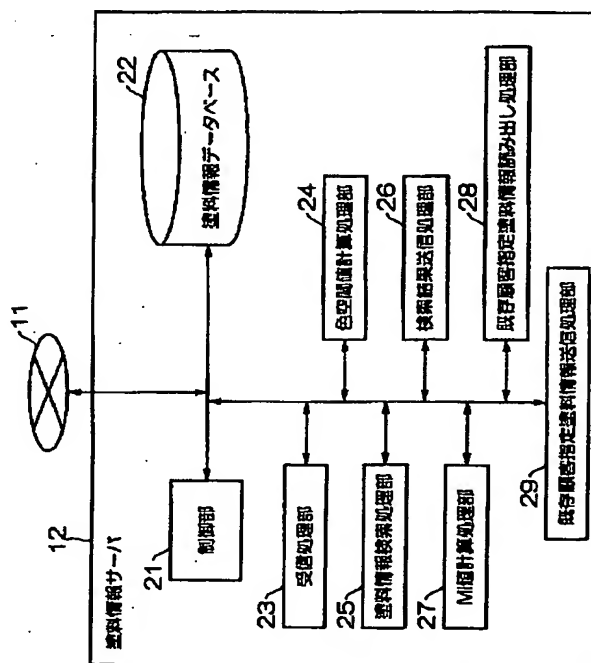 11
12
塗料情報サーバ
22
塗料情報データベース
制御部
21
24
色空間値計算処理部
受信処理部
23
26
検索結果送信処理部
塗料情報検索処理部
25
28
既存顧客指定塗料情報読み出し処理部
MI値計算処理部
27
既存顧客指定塗料情報送信処理部
29